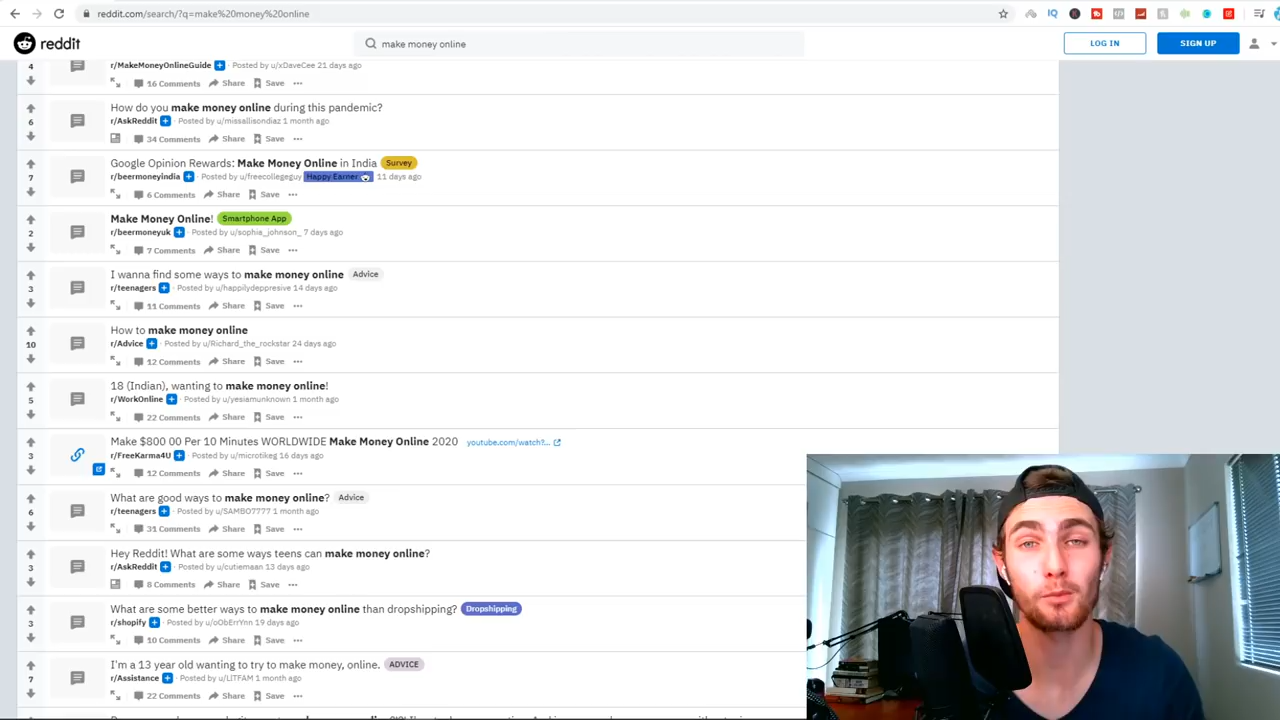 reddit.com/search/?q=make%20money%20online
reddit
make money online
LOG IN
SIGN UP
4
r/MakeMoneyOnlineGuide · Posted by u/xDaveCee 21 days ago
16 Comments Share Save
How do you make money online during this pandemic?
6
r/AskReddit · Posted by u/missallisondiaz 1 month ago
34 Comments Share Save
Google Opinion Rewards: Make Money Online in India Survey
7
r/beermoneyindia · Posted by u/freecollegeguy Happy Earner 11 days ago
6 Comments Share Save
Make Money Online! Smartphone App
2
r/beermoneyuk · Posted by u/sophia_johnson_ 7 days ago
7 Comments Share Save
I wanna find some ways to make money online Advice
3
r/teenagers · Posted by u/happilydeppresive 14 days ago
11 Comments Share Save
How to make money online
10
r/Advice · Posted by u/Richard_the_rockstar 24 days ago
12 Comments Share Save
18 (Indian), wanting to make money online!
5
r/WorkOnline · Posted by u/yesiamunknown 1 month ago
22 Comments Share Save
Make $800 00 Per 10 Minutes WORLDWIDE Make Money Online 2020 youtube.com/watch?...
3
r/FreeKarma4U · Posted by u/microtikeg 16 days ago
12 Comments Share Save
What are good ways to make money online? Advice
6
r/teenagers · Posted by u/SAMBO7777 1 month ago
31 Comments Share Save
Hey Reddit! What are some ways teens can make money online?
3
r/AskReddit · Posted by u/cutiemaan 13 days ago
8 Comments Share Save
What are some better ways to make money online than dropshipping? Dropshipping
3
r/shopify · Posted by u/oObErrYnn 19 days ago
10 Comments Share Save
I'm a 13 year old wanting to try to make money, online. ADVICE
7
r/Assistance · Posted by u/LITFAM 1 month ago
22 Comments Share Save